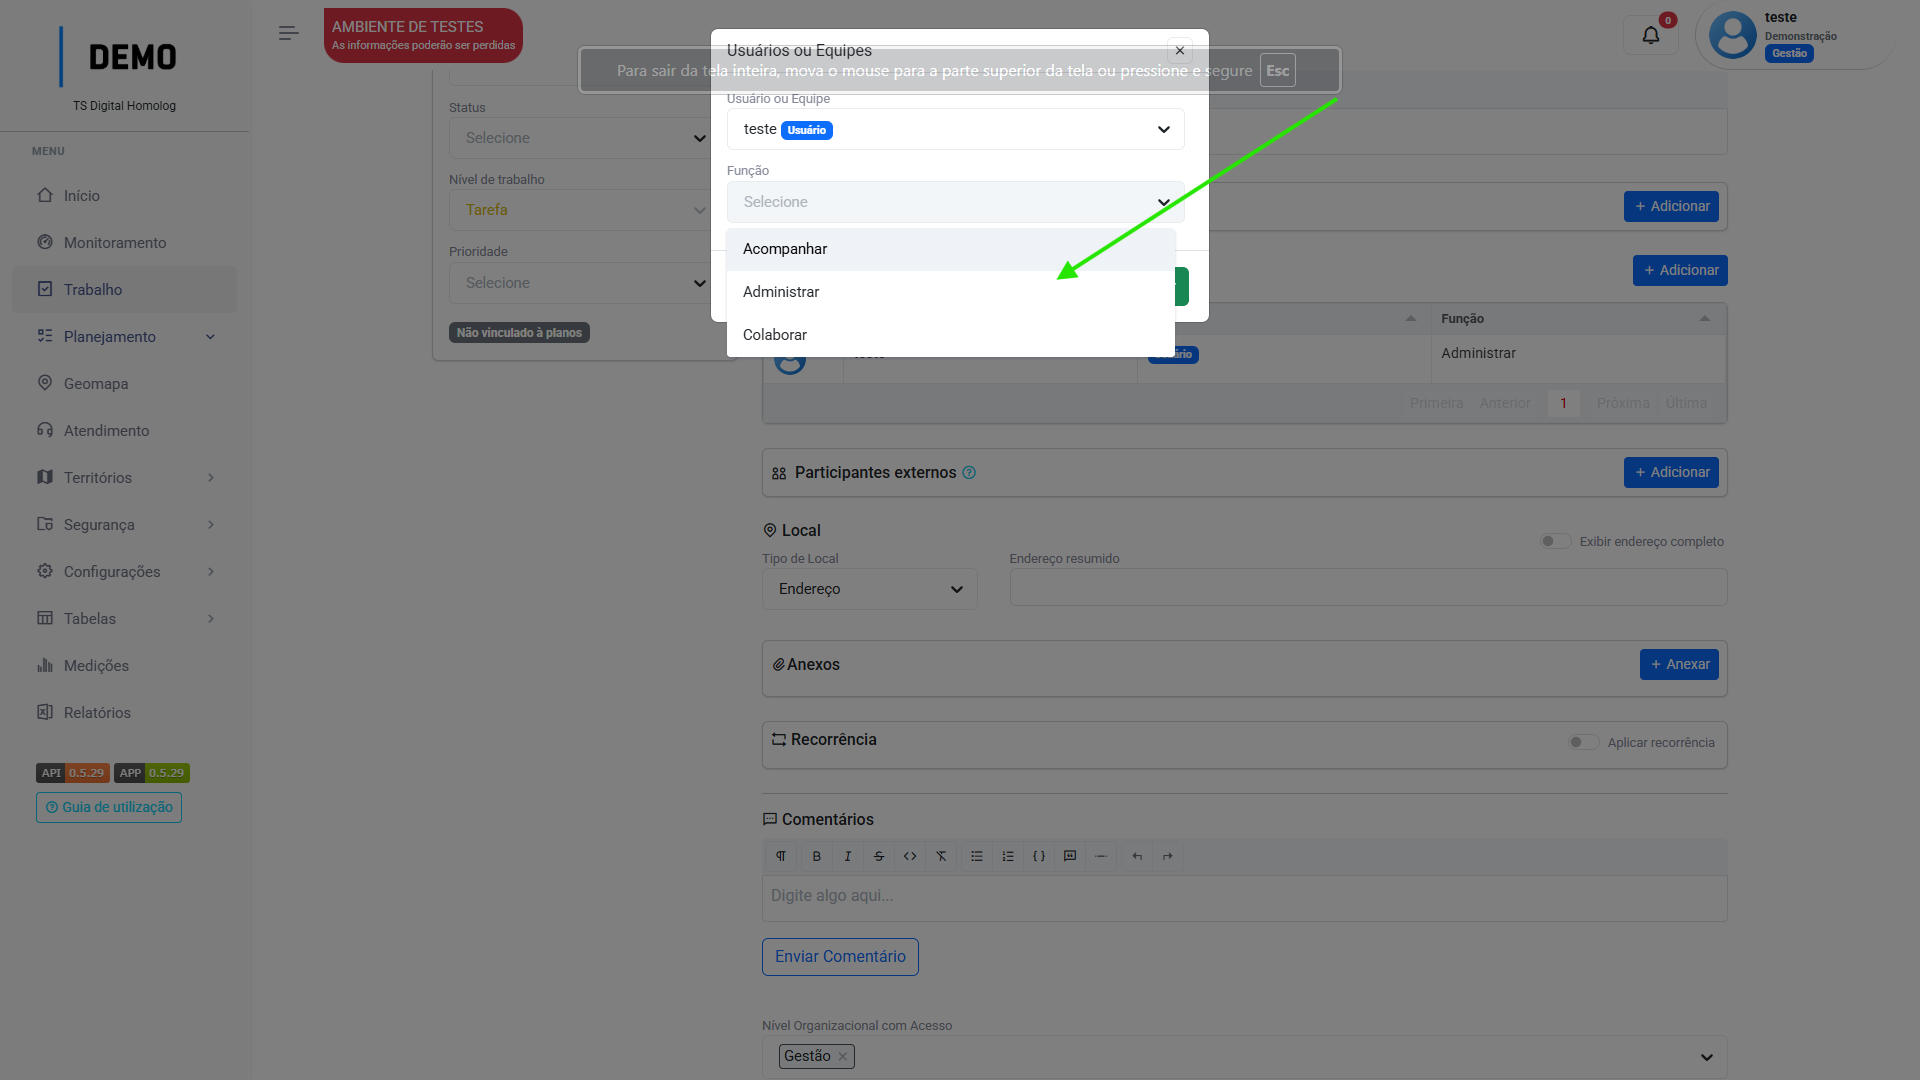 DEMO
TS Digital Homolog
MENU
Início
Monitoramento
Trabalho
Planejamento
Geomapa
Atendimento
Territórios
Segurança
Configurações
Tabelas
Medições
Relatórios
API 0.5.29 APP 0.5.29
Guia de utilização
AMBIENTE DE TESTES
As informações poderão ser perdidas
0
teste
Demonstração
Gestão
Para sair da tela inteira, mova o mouse para a parte superior da tela ou pressione e segure Esc
Status
Selecione
Nível de trabalho
Tarefa
Prioridade
Selecione
Não vinculado à planos
Usuários ou Equipes
Usuário ou Equipe
teste Usuário
Função
Selecione
Acompanhar
Administrar
Colaborar
+ Adicionar
+ Adicionar
Função
Administrar
Primeira Anterior 1 Próxima Última
Participantes externos
+ Adicionar
Local
Exibir endereço completo
Tipo de Local
Endereço resumido
Endereço
Anexos
+ Anexar
Recorrência
Aplicar recorrência
Comentários
Digite algo aqui...
Enviar Comentário
Nível Organizacional com Acesso
Gestão